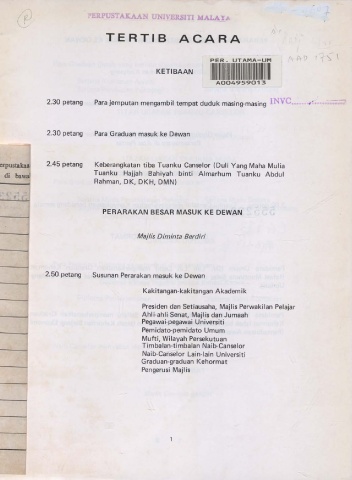 PERPUSTAKAAN UNIVERSITI MALAYA
TERTIB ACARA
PER. UTAMA-UM
A004959013
KETIBAAN
2.30 petang Para jemputan mengambil tempat duduk masing-masing
INVC
2.30 petang Para Graduan masuk ke Dewan
2.45 petang Keberangkatan tiba Tuanku Canselor (Duli Yang Maha Mulia
Tuanku Hajjah Bahiyah binti Almarhum Tuanku Abdul
Rahman, DK, DKH, DMN)
PERARAKAN BESAR MASUK KE DEWAN
Majlis Diminta Berdiri
2.50 petang Susunan Perarakan masuk ke Dewan
Kakitangan-kakitangan Akademik
Presiden dan Setiausaha, Majlis Perwakilan Pelajar
Ahli-ahli Senat, Majlis dan Jumaah
Pegawai-pegawai Universiti
Pemidato-pemidato Umum
Mufti, Wilayah Persekutuan
Timbalan-timbalan Naib-Canselor
Naib-Canselor Lain-lain Universiti
Graduan-graduan Kehormat
Pengerusi Majlis
1